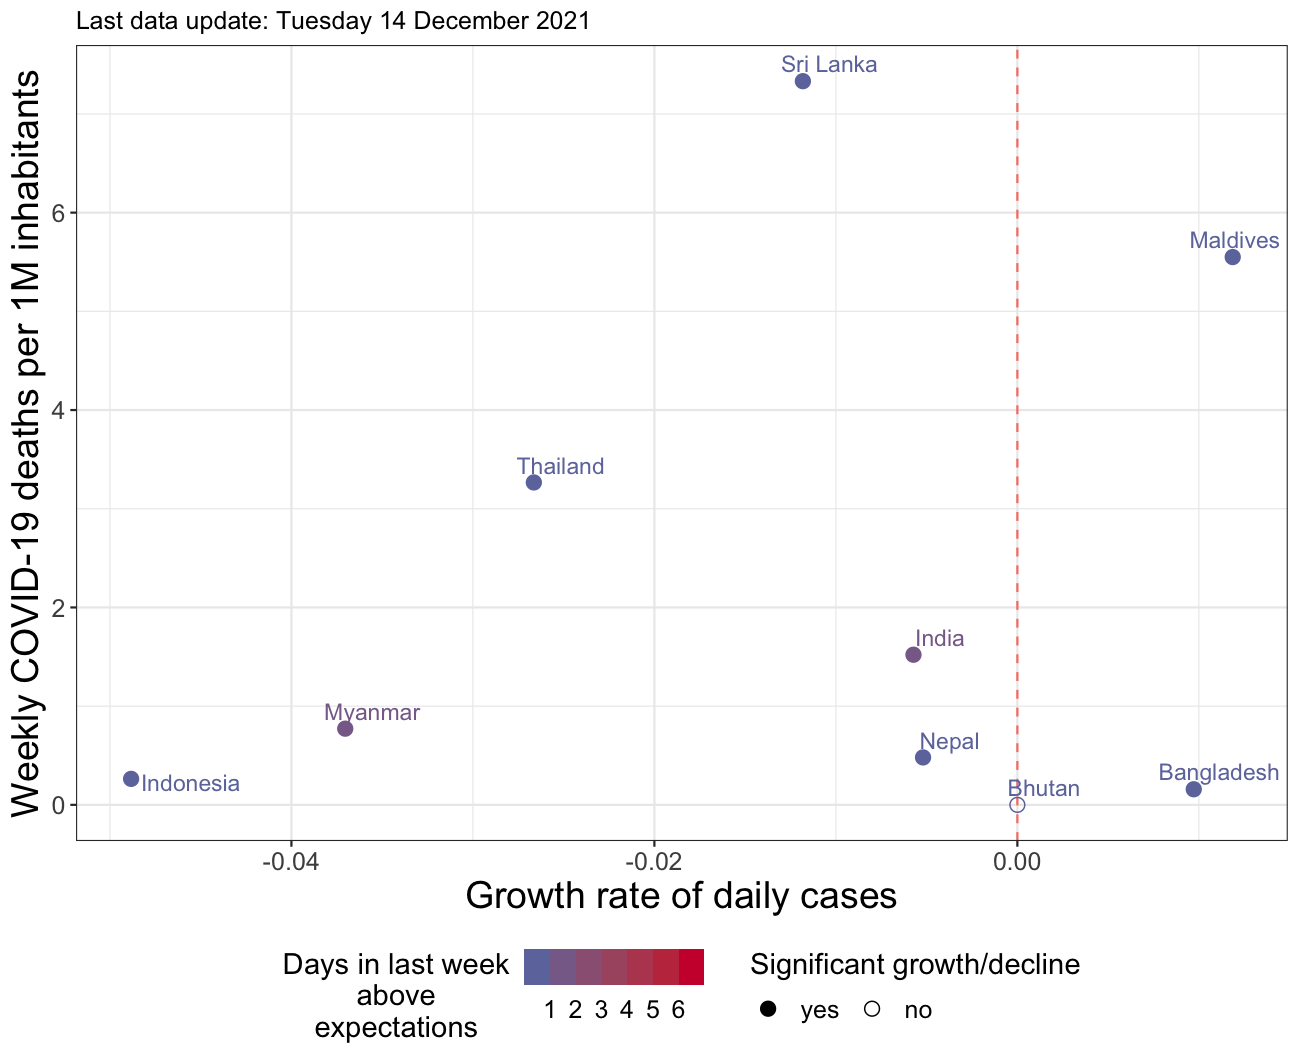 Last data update: Tuesday 14 December 2021
Weekly COVID-19 deaths per 1M inhabitants
Sri Lanka
6
Maldives
4
Thailand
2
India
Myanmar
Nepal
Indonesia
Bangladesh
Bhutan
0
-0.04 -0.02 0.00
Growth rate of daily cases
Days in last week
above
expectations
1 2 3 4 5 6
Significant growth/decline
yes no